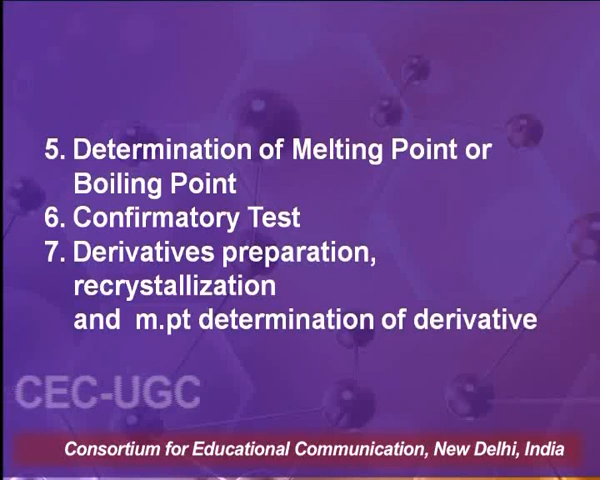 5. Determination of Melting Point or
Boiling Point
6. Confirmatory Test
7. Derivatives preparation,
recrystallization
and m.pt determination of derivative
CEC-UGC
Consortium for Educational Communication, New Delhi, India